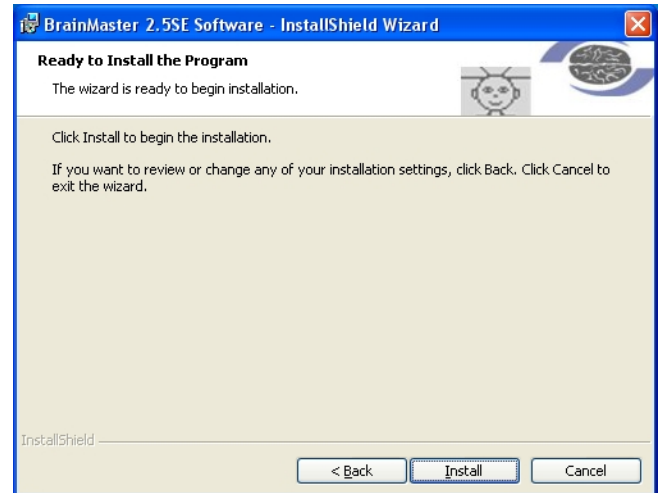 BrainMaster 2.5SE Software - InstallShield Wizard
Ready to Install the Program
The wizard is ready to begin installation.
Click Install to begin the installation.
If you want to review or change any of your installation settings, click Back. Click Cancel to
exit the wizard.
InstallShield
< Back
Install
Cancel